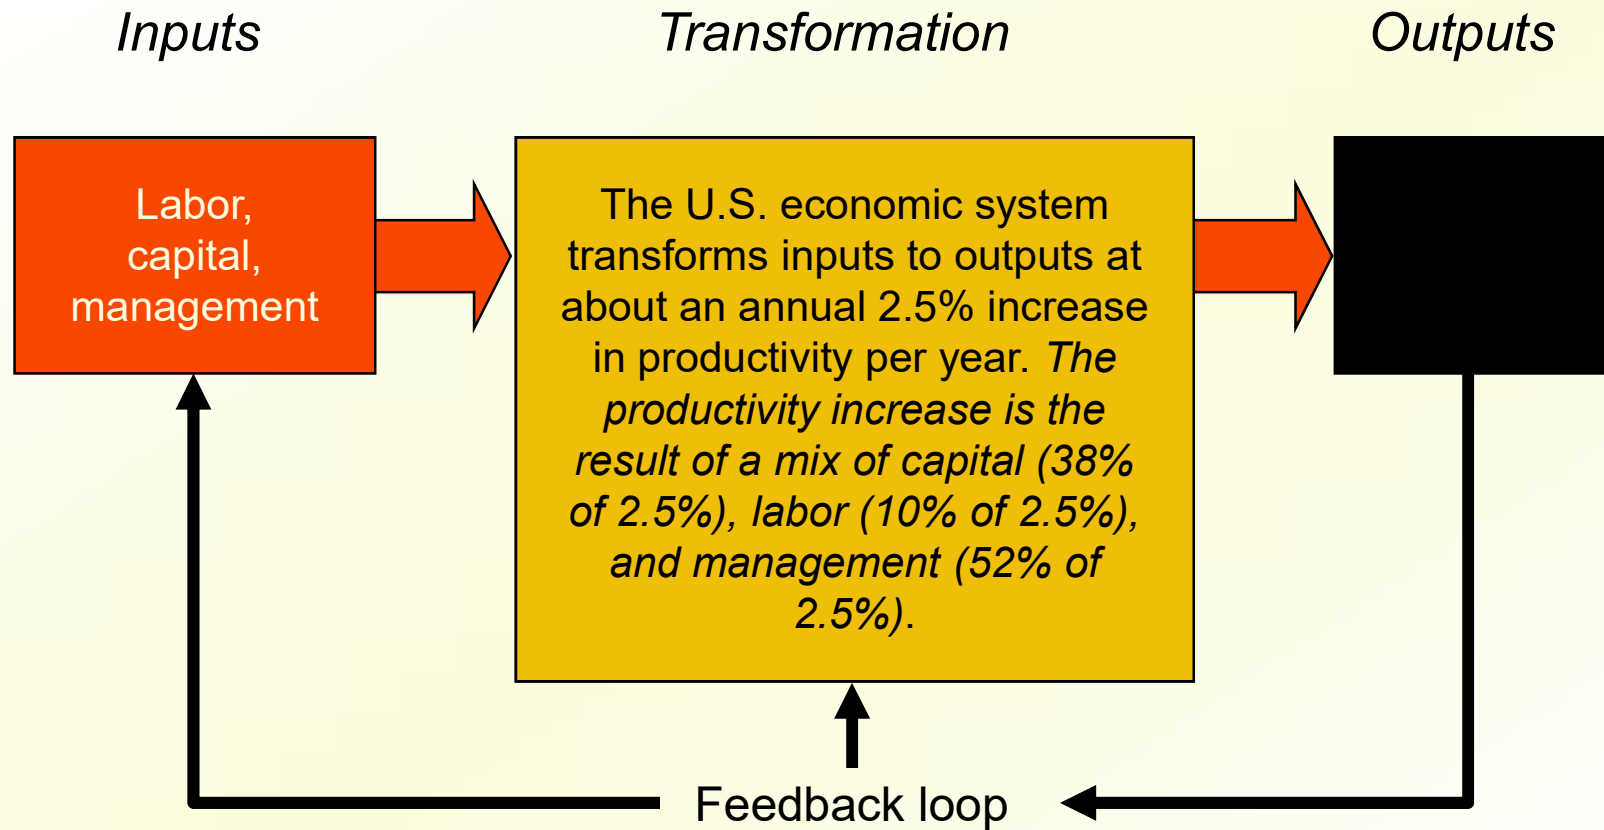 Inputs
Transformation
Outputs
Labor,
capital,
management
The U.S. economic system
transforms inputs to outputs at
about an annual 2.5% increase
in productivity per year. The
productivity increase is the
result of a mix of capital (38%
of 2.5%), labor (10% of 2.5%),
and management (52% of
2.5%).
Feedback loop